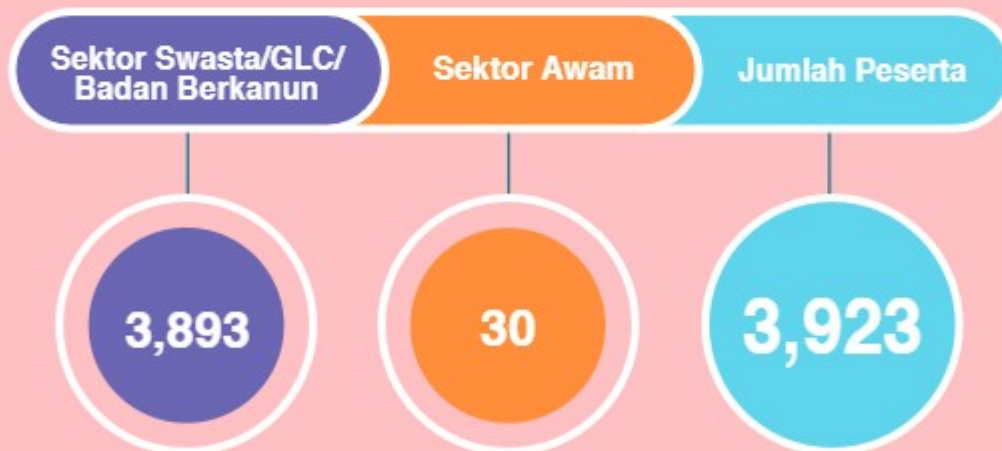 Sektor Swasta/GLC/
Badan Berkanun
Sektor Awam
Jumlah Peserta
3,893
30
3,923